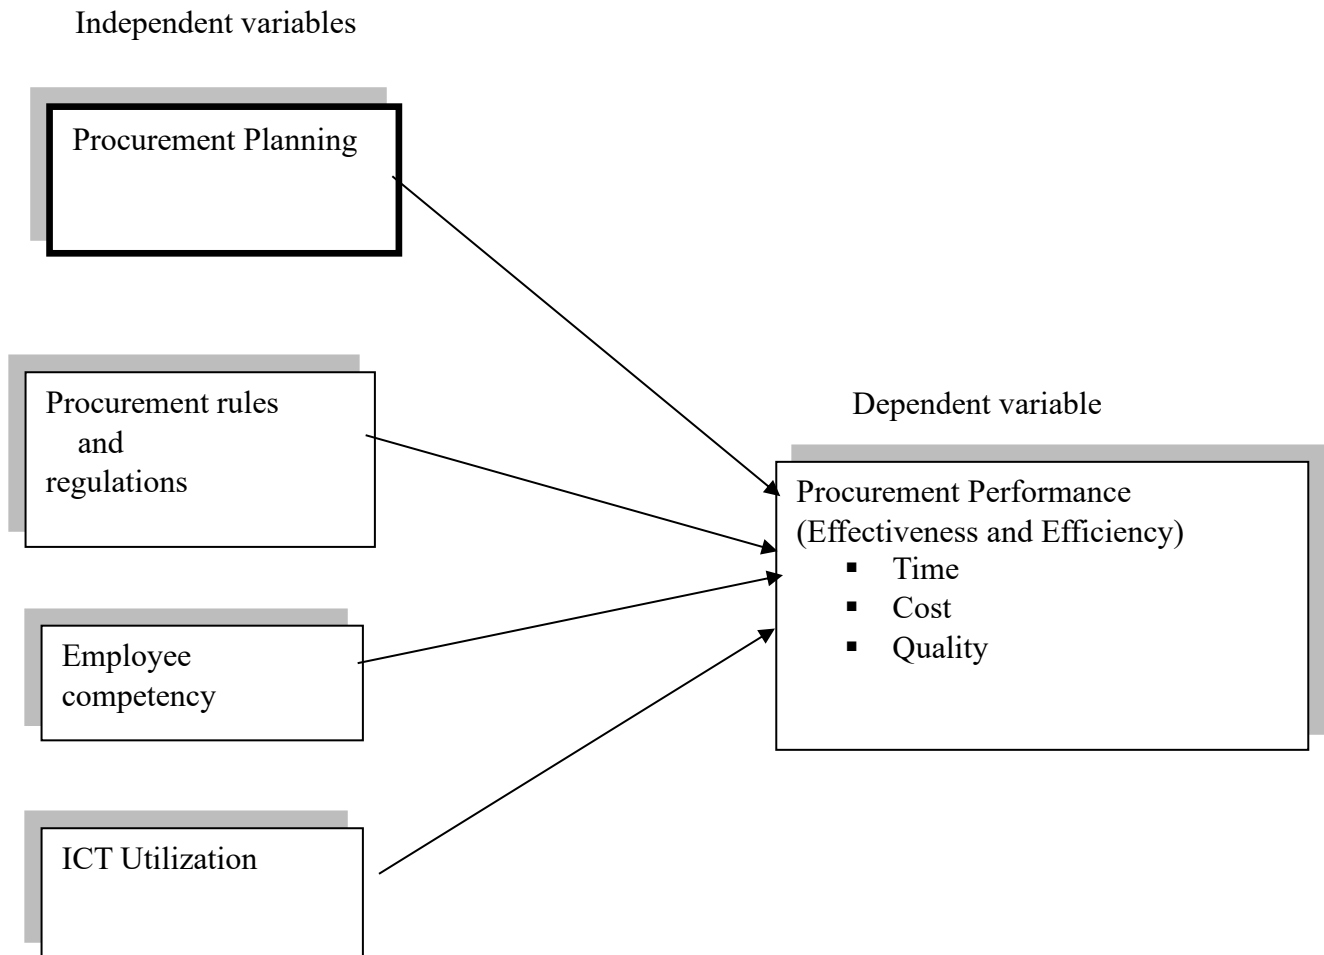 Independent variables
Procurement Planning
Procurement rules
and
regulations
Employee
competency
ICT Utilization
Dependent variable
Procurement Performance
(Effectiveness and Efficiency)
▪ Time
▪ Cost
▪ Quality